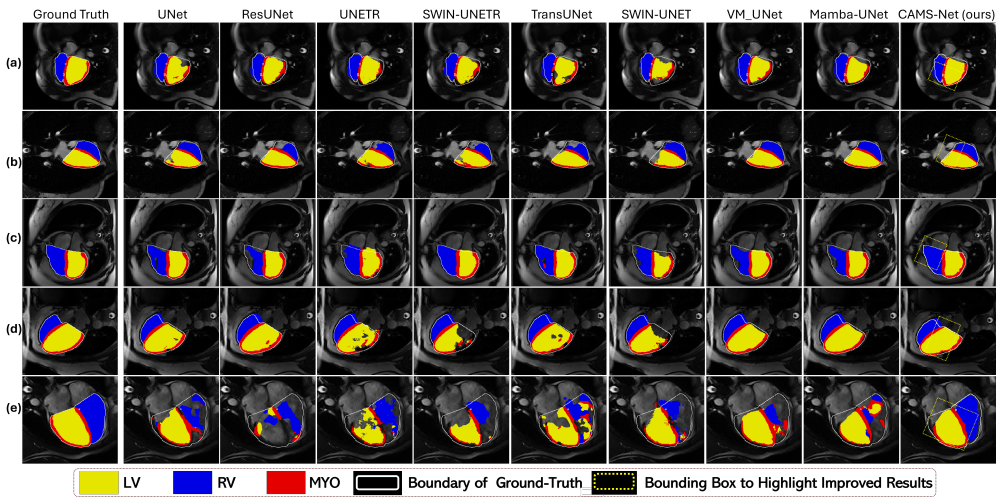 Ground Truth UNet ResUNet UNETR SWIN-UNETR TransUNet SWIN-UNET VM_UNet Mamba-UNet CAMS-Net (ours)
(a)
(b)
(c)
(d)
(e)
LV RV MYO Boundary of Ground-Truth Bounding Box to Highlight Improved Results